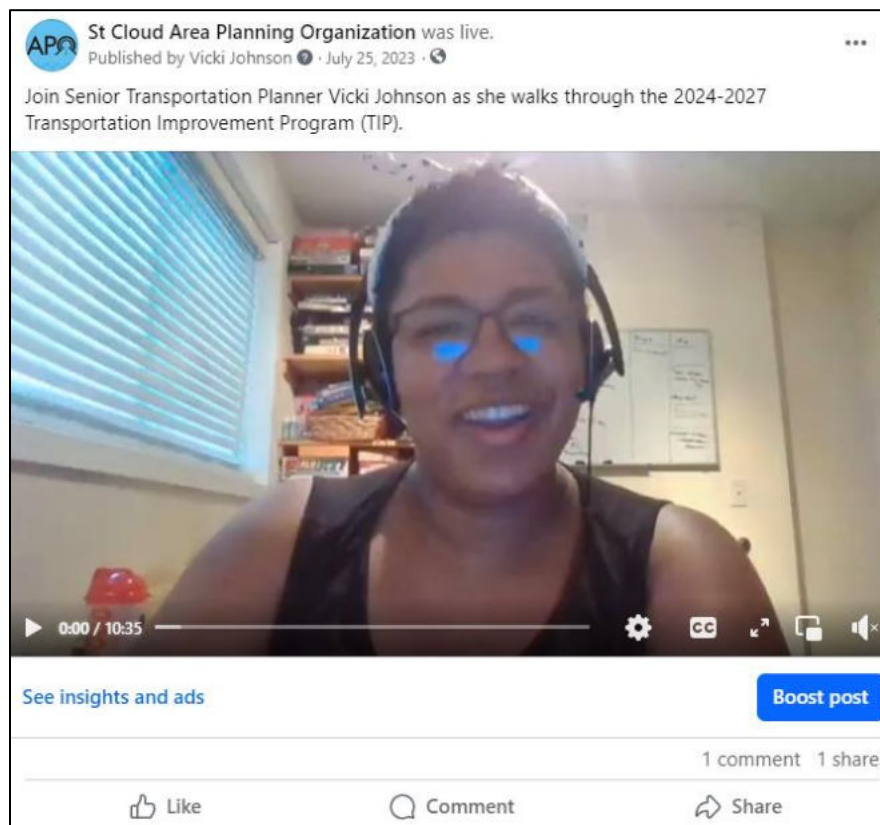 APO
St Cloud Area Planning Organization was live.
Published by Vicki Johnson · July 25, 2023 ·
Join Senior Transportation Planner Vicki Johnson as she walks through the 2024-2027
Transportation Improvement Program (TIP).
0:00 / 10:35
CC
See insights and ads
Boost post
1 comment 1 share
Like
Comment
Share